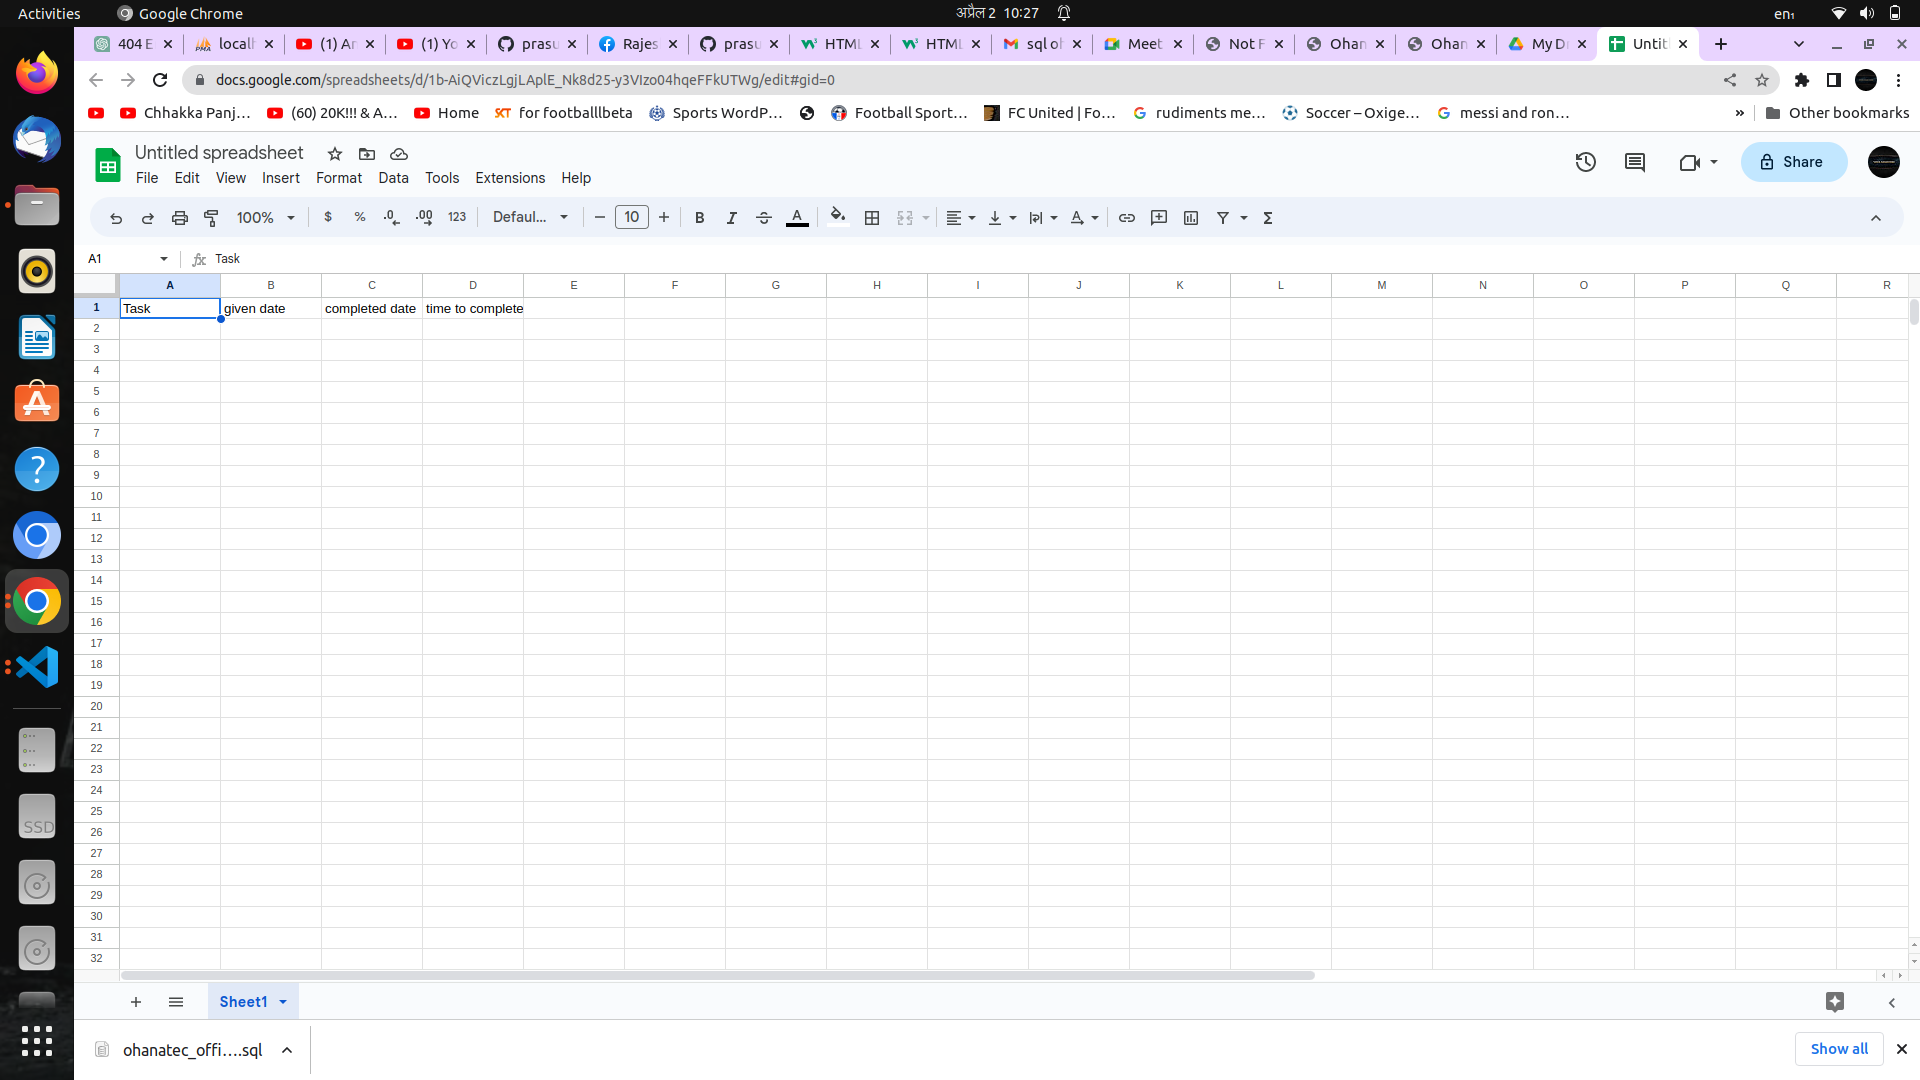 Activities Google Chrome अप्रैल 2 10:27 en₁
404 E locall (1) Ar (1) Yo prasu Rajes prasu HTML HTML sql ol Meet Not F Ohan Ohan My Dr Untit
docs.google.com/spreadsheets/d/1b-AiQViczLgjLAplE_Nk8d25-y3VIzo04hqeFFkUTWg/edit#gid=0
Chhakka Panj... (60) 20K!!! & A... Home SKT for footballlbeta Sports WordP... Football Sport... FC United | Fo... rudiments me... Soccer – Oxige... messi and ron... » Other bookmarks
Untitled spreadsheet
File Edit View Insert Format Data Tools Extensions Help
Share
100% $ % .0 .00 123 Defaul... 10 B I A Σ
A1 fx Task
A B C D E F G H I J K L M N O P Q R
1 Task given date completed date time to complete
2
3
4
5
6
7
8
9
10
11
12
13
14
15
16
17
18
19
20
21
22
23
24
25
26
27
28
29
30
31
32
SSD
Sheet1
ohanatec_offi....sql Show all